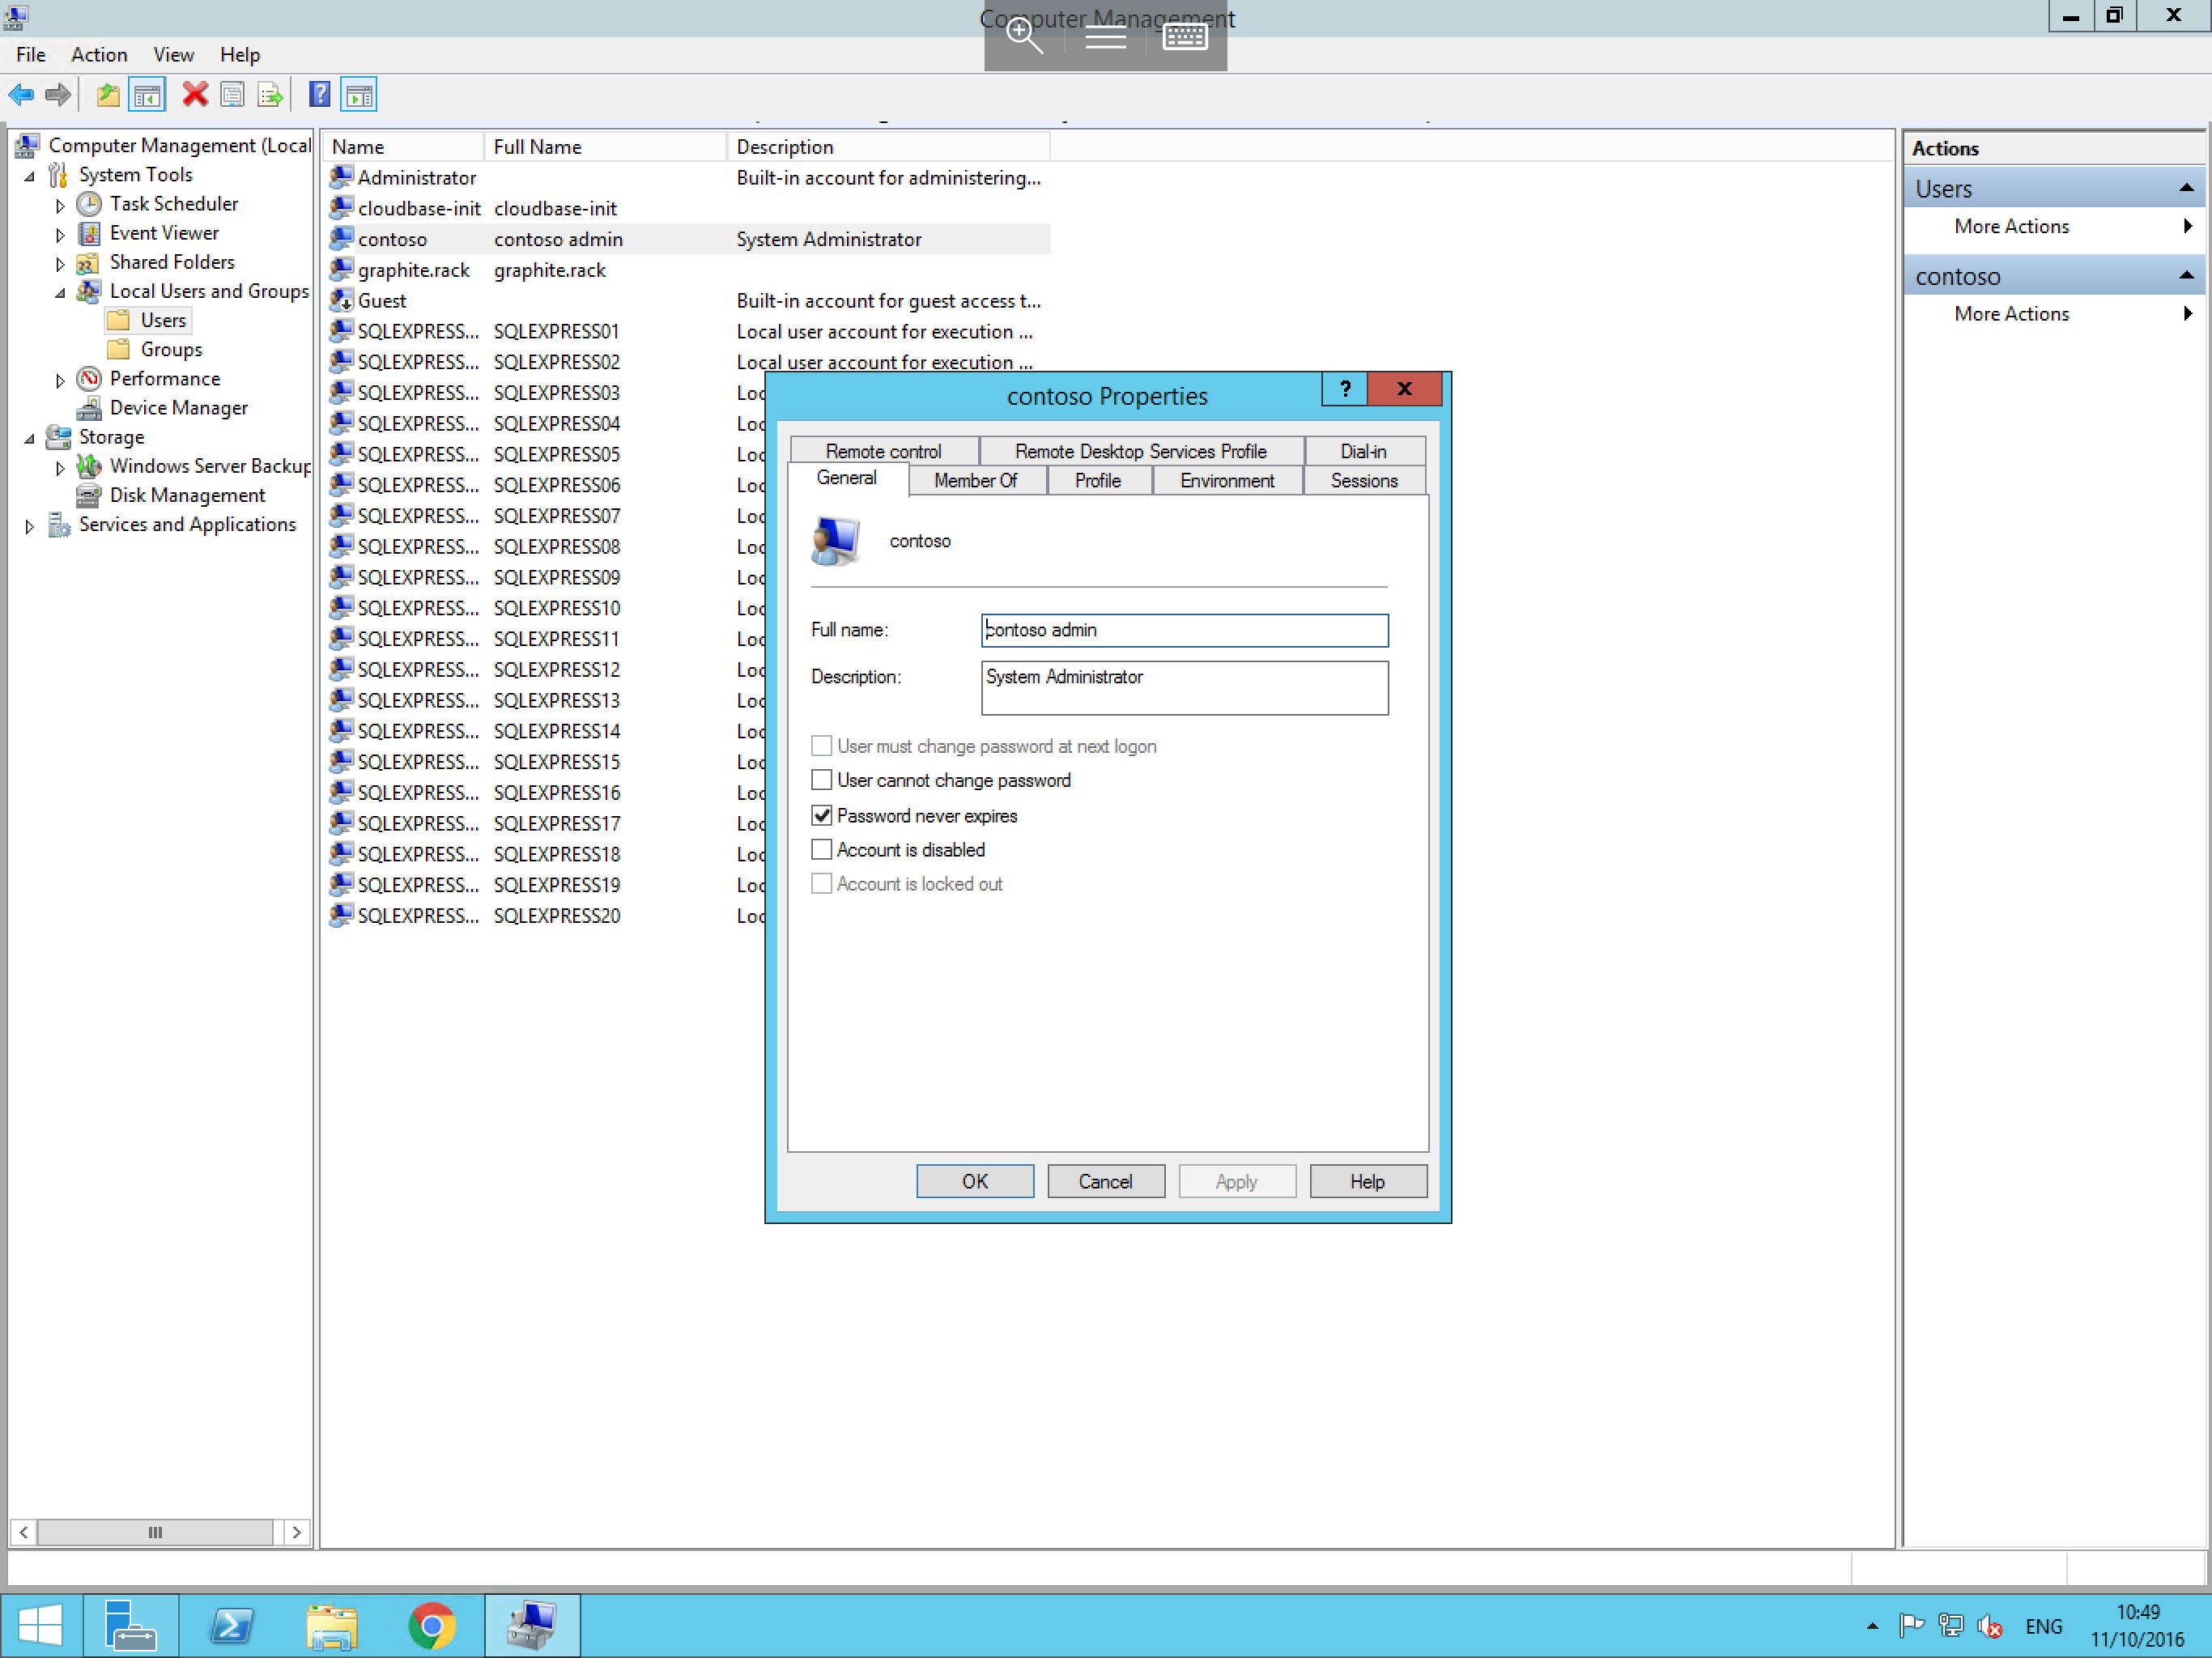 Computer Management
File Action View Help
Computer Management (Local
System Tools
Task Scheduler
Event Viewer
Shared Folders
Local Users and Groups
Users
Groups
Performance
Device Manager
Storage
Windows Server Backup
Disk Management
Services and Applications
Name Full Name Description
Administrator Built-in account for administering...
cloudbase-init cloudbase-init
contoso contoso admin System Administrator
graphite.rack graphite.rack
Guest Built-in account for guest access t...
SQLEXPRESS... SQLEXPRESS01 Local user account for execution ...
SQLEXPRESS... SQLEXPRESS02 Local user account for execution ...
SQLEXPRESS... SQLEXPRESS03 Loc
SQLEXPRESS... SQLEXPRESS04 Loc
SQLEXPRESS... SQLEXPRESS05 Loc
SQLEXPRESS... SQLEXPRESS06 Loc
SQLEXPRESS... SQLEXPRESS07 Loc
SQLEXPRESS... SQLEXPRESS08 Loc
SQLEXPRESS... SQLEXPRESS09 Loc
SQLEXPRESS... SQLEXPRESS10 Loc
SQLEXPRESS... SQLEXPRESS11 Loc
SQLEXPRESS... SQLEXPRESS12 Loc
SQLEXPRESS... SQLEXPRESS13 Loc
SQLEXPRESS... SQLEXPRESS14 Loc
SQLEXPRESS... SQLEXPRESS15 Loc
SQLEXPRESS... SQLEXPRESS16 Loc
SQLEXPRESS... SQLEXPRESS17 Loc
SQLEXPRESS... SQLEXPRESS18 Loc
SQLEXPRESS... SQLEXPRESS19 Loc
SQLEXPRESS... SQLEXPRESS20 Loc
contoso Properties
Remote control Remote Desktop Services Profile Dial-in
General Member Of Profile Environment Sessions
contoso
Full name: contoso admin
Description: System Administrator
User must change password at next logon
User cannot change password
Password never expires
Account is disabled
Account is locked out
OK Cancel Apply Help
Actions
Users
More Actions
contoso
More Actions
ENG
10:49
11/10/2016